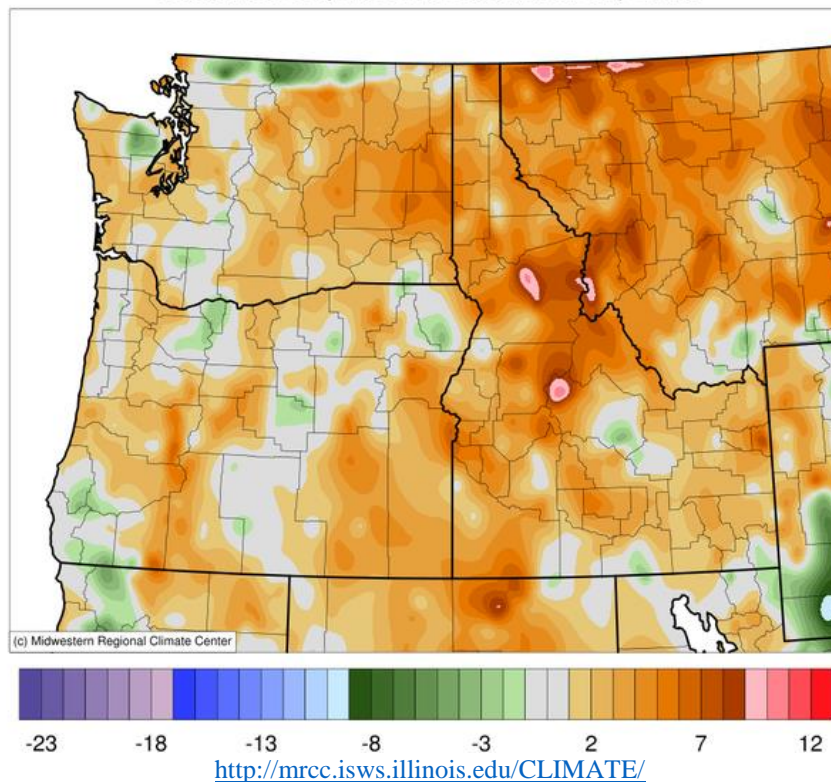 (c) Midwestern Regional Climate Center
-23 -18 -13 -8 -3 2 7 12
http://mrcc.isws.illinois.edu/CLIMATE/